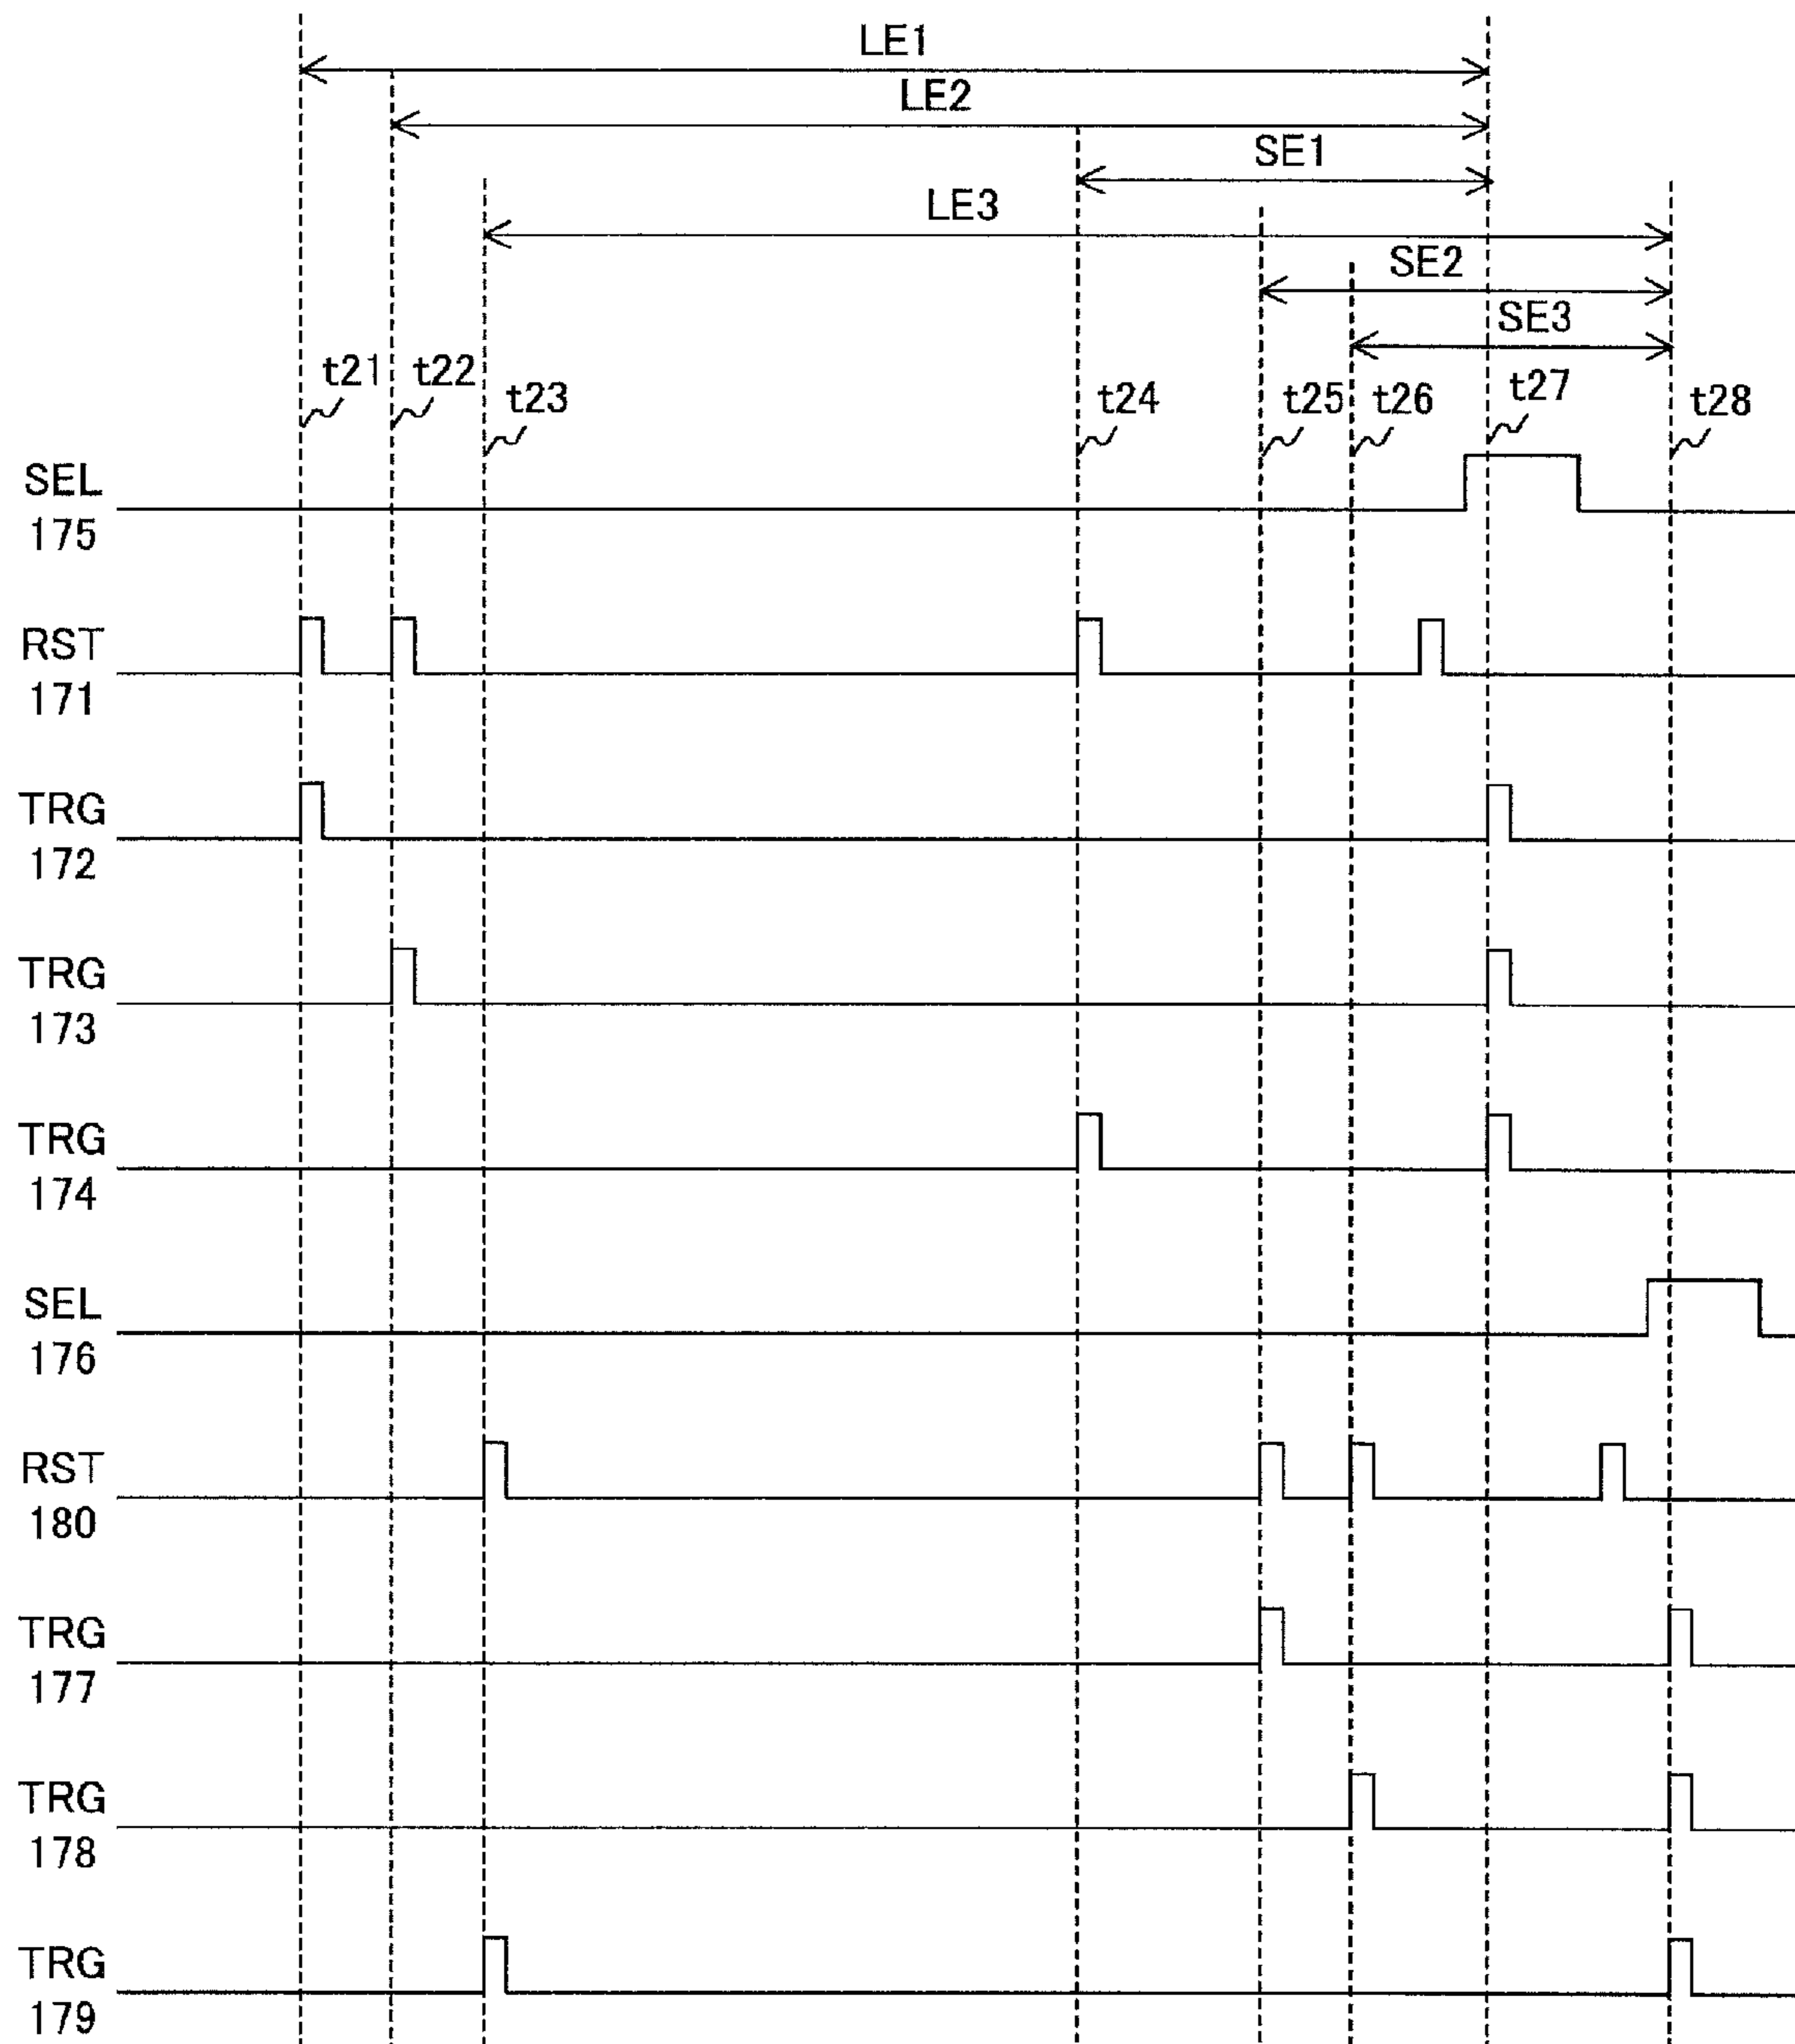 LE1
LE2
SE1
LE3
SE2
SE3
t21
t22
t23
t24
t25
t26
t27
t28
SEL
175
RST
171
TRG
172
TRG
173
TRG
174
SEL
176
RST
180
TRG
177
TRG
178
TRG
179